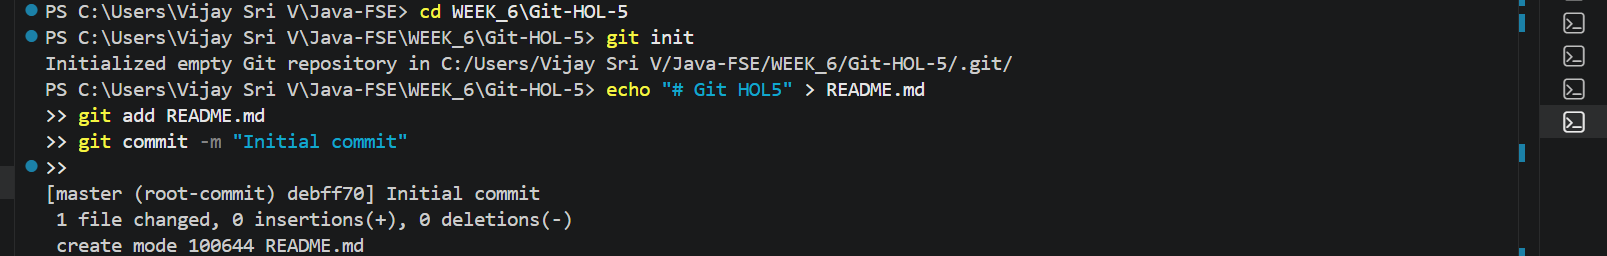 PS C:\Users\Vijay Sri V\Java-FSE> cd WEEK_6\Git-HOL-5
PS C:\Users\Vijay Sri V\Java-FSE\WEEK_6\Git-HOL-5> git init
Initialized empty Git repository in C:/Users/Vijay Sri V/Java-FSE/WEEK_6/Git-HOL-5/.git/
PS C:\Users\Vijay Sri V\Java-FSE\WEEK_6\Git-HOL-5> echo "# Git HOL5" > README.md
>> git add README.md
>> git commit -m "Initial commit"
>>
[master (root-commit) debff70] Initial commit
 1 file changed, 0 insertions(+), 0 deletions(-)
 create mode 100644 README.md